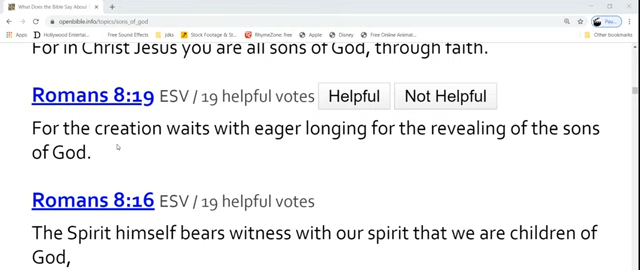 What Does the Bible Say About
openbible.info/topics/sons_of_god
Apps
Disney Bundle
Hollywood Entertai...
Free Sound Effects
jdks
Stock Footage & St...
RhymeZone: free
Apple
Disney
Free Online Animat...
Other bookmarks
For in Christ Jesus you are all sons of God, through faith.
Romans 8:19 ESV / 19 helpful votes Helpful Not Helpful
For the creation waits with eager longing for the revealing of the sons
of God.
Romans 8:16 ESV / 19 helpful votes
The Spirit himself bears witness with our spirit that we are children of
God,